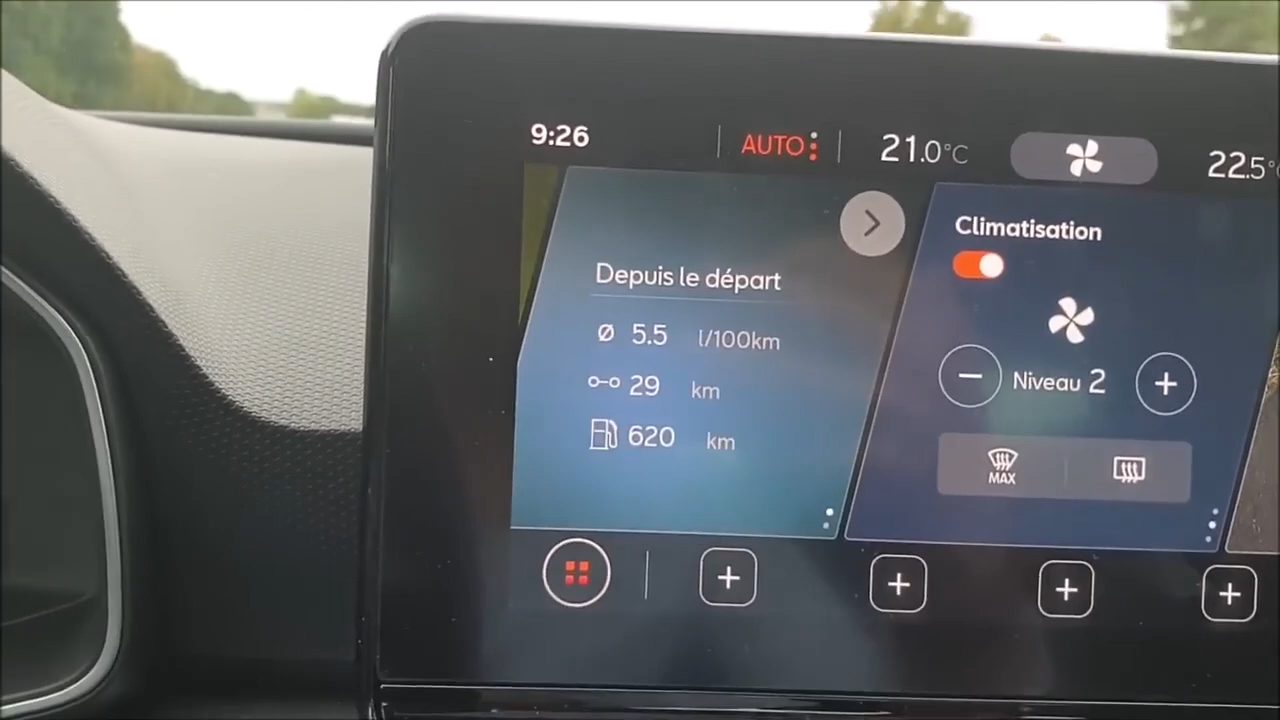 9:26 AUTO 21.0°C 22.5°
Depuis le départ
Ø 5.5 l/100km
29 km
620 km
Climatisation
− Niveau 2 +
MAX
+ + + +